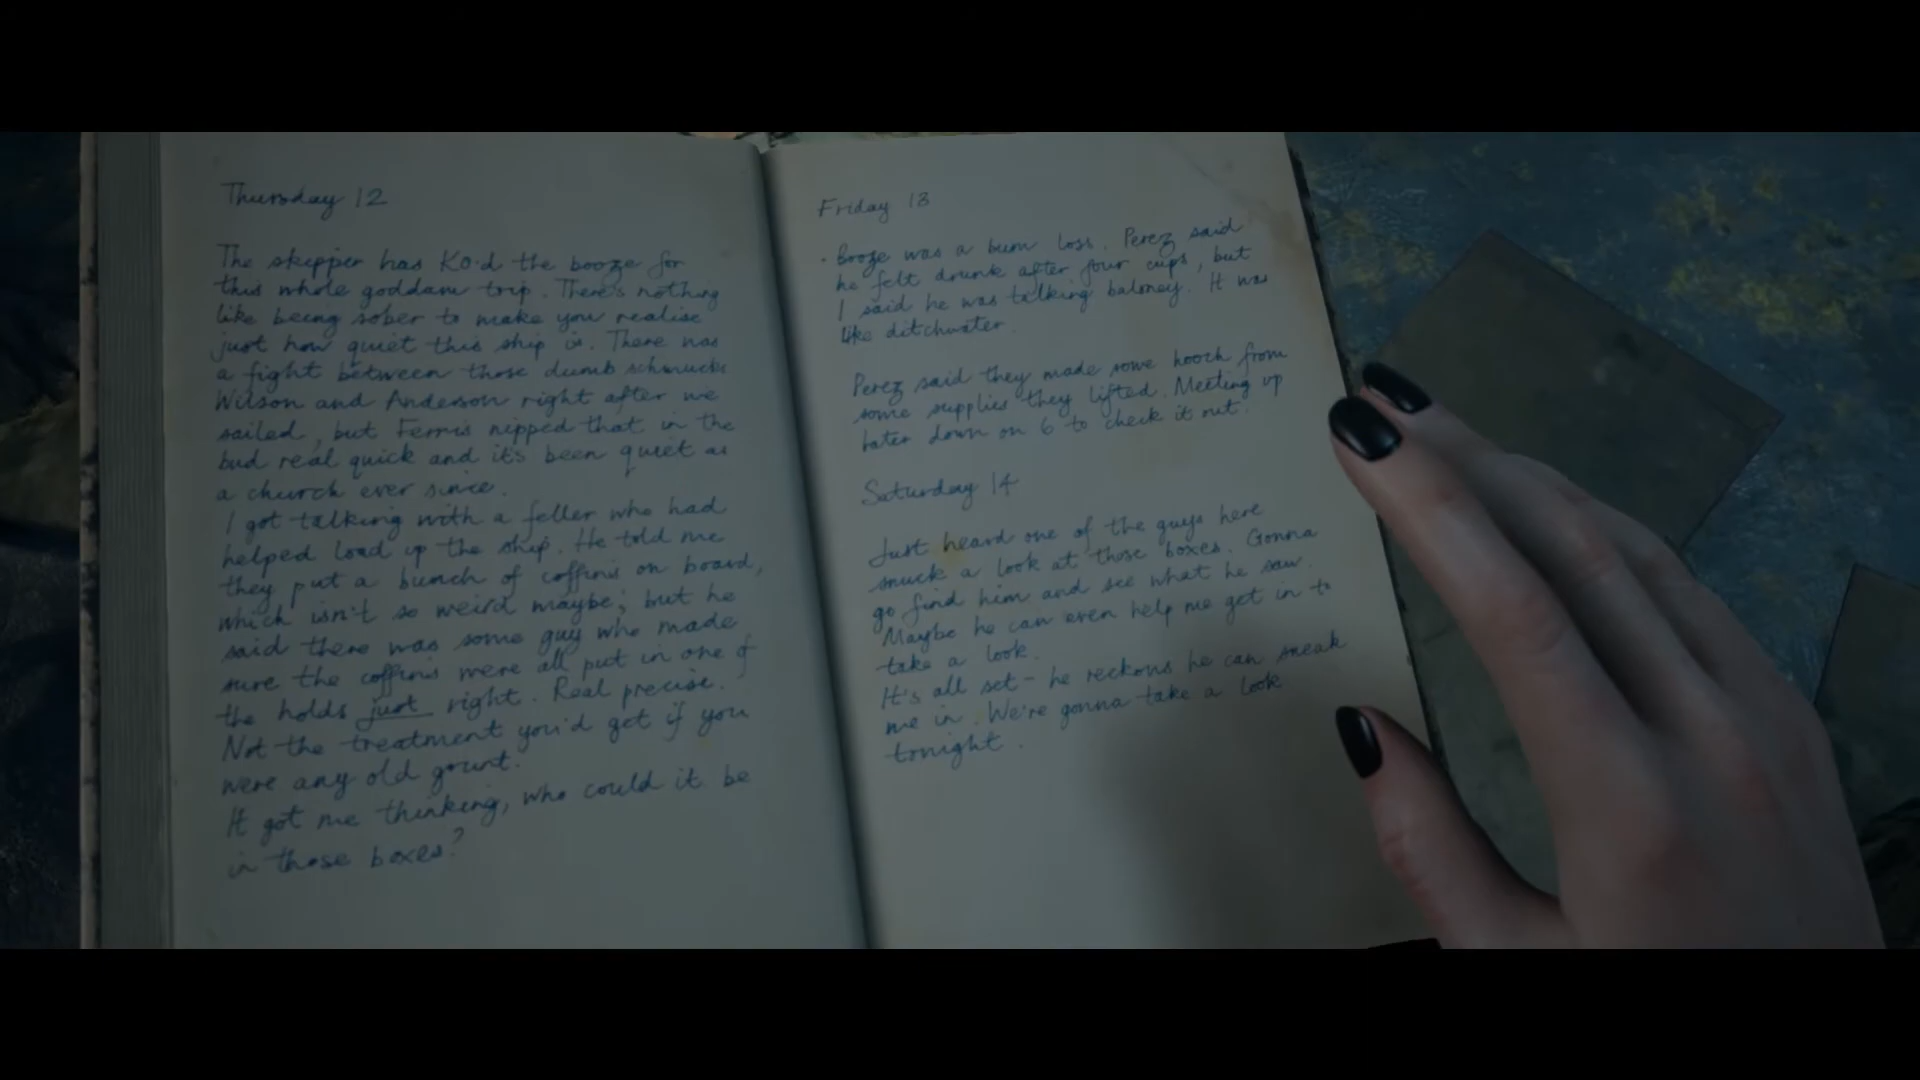 Thursday 12
The skipper has KO.d the booze for
this whole goddam trip. There's nothing
like being sober to make you realise
just how quiet this ship is. There was
a fight between those dumb schmucks
Wilson and Anderson right after we
sailed, but Ferris nipped that in the
bud real quick and it's been quiet as
a church ever since.
I got talking with a feller who had
helped load up the ship. He told me
they put a bunch of coffins on board,
which isn't so weird maybe, but he
said there was some guy who made
sure the coffins were all put in one of
the holds just right. Real precise.
Not the treatment you'd get if you
were any old grunt.
It got me thinking, who could it be
in those boxes?
Friday 13
Booze was a bum loss. Perez said
he felt drunk after four cups, but
I said he was talking baloney. It was
like ditchwater.
Perez said they made some hooch from
some supplies they lifted. Meeting up
later down on 6 to check it out.
Saturday 14
Just heard one of the guys here
snuck a look at those boxes. Gonna
go find him and see what he saw.
Maybe he can even help me get in to
take a look.
It's all set - he reckons he can sneak
me in. We're gonna take a look
tonight.